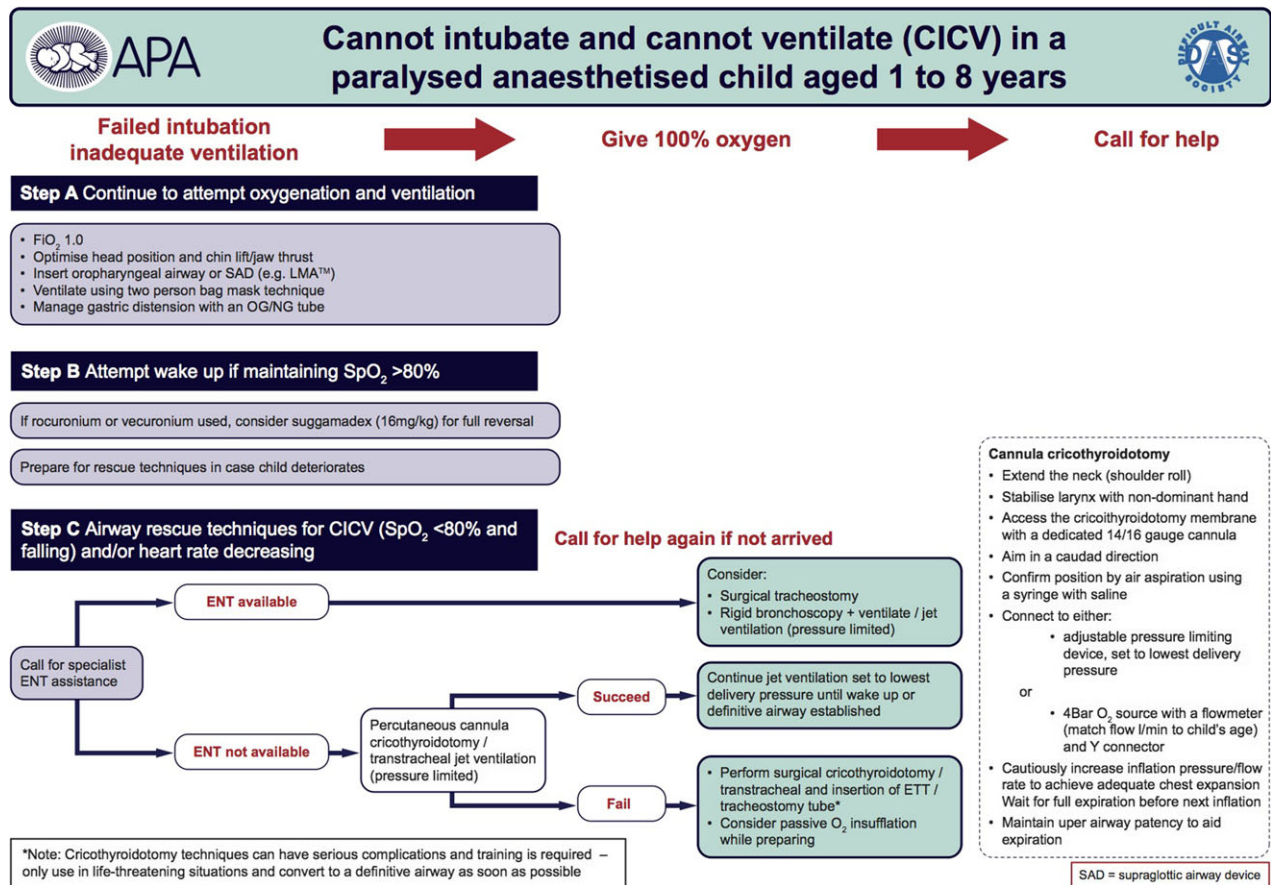 APA
Cannot intubate and cannot ventilate (CICV) in a
paralysed anaesthetised child aged 1 to 8 years
DIFFICULT AIRWAY
DAS
SOCIETY
Failed intubation
inadequate ventilation
Give 100% oxygen
Call for help
Step A Continue to attempt oxygenation and ventilation
• FiO2 1.0
• Optimise head position and chin lift/jaw thrust
• Insert oropharyngeal airway or SAD (e.g. LMA™)
• Ventilate using two person bag mask technique
• Manage gastric distension with an OG/NG tube
Step B Attempt wake up if maintaining SpO2 >80%
If rocuronium or vecuronium used, consider suggamadex (16mg/kg) for full reversal
Prepare for rescue techniques in case child deteriorates
Step C Airway rescue techniques for CICV (SpO2 <80% and
falling) and/or heart rate decreasing
Call for help again if not arrived
Call for specialist
ENT assistance
ENT available
Consider:
• Surgical tracheostomy
• Rigid bronchoscopy + ventilate / jet
ventilation (pressure limited)
ENT not available
Percutaneous cannula
cricothyroidotomy /
transtracheal jet ventilation
(pressure limited)
Succeed
Continue jet ventilation set to lowest
delivery pressure until wake up or
definitive airway established
Fail
• Perform surgical cricothyroidotomy /
transtracheal and insertion of ETT /
tracheostomy tube*
• Consider passive O2 insufflation
while preparing
Cannula cricothyroidotomy
• Extend the neck (shoulder roll)
• Stabilise larynx with non-dominant hand
• Access the cricoithyroidotomy membrane
with a dedicated 14/16 gauge cannula
• Aim in a caudad direction
• Confirm position by air aspiration using
a syringe with saline
• Connect to either:
• adjustable pressure limiting
device, set to lowest delivery
pressure
or
• 4Bar O2 source with a flowmeter
(match flow l/min to child's age)
and Y connector
• Cautiously increase inflation pressure/flow
rate to achieve adequate chest expansion
Wait for full expiration before next inflation
• Maintain uper airway patency to aid
expiration
*Note: Cricothyroidotomy techniques can have serious complications and training is required –
only use in life-threatening situations and convert to a definitive airway as soon as possible
SAD = supraglottic airway device